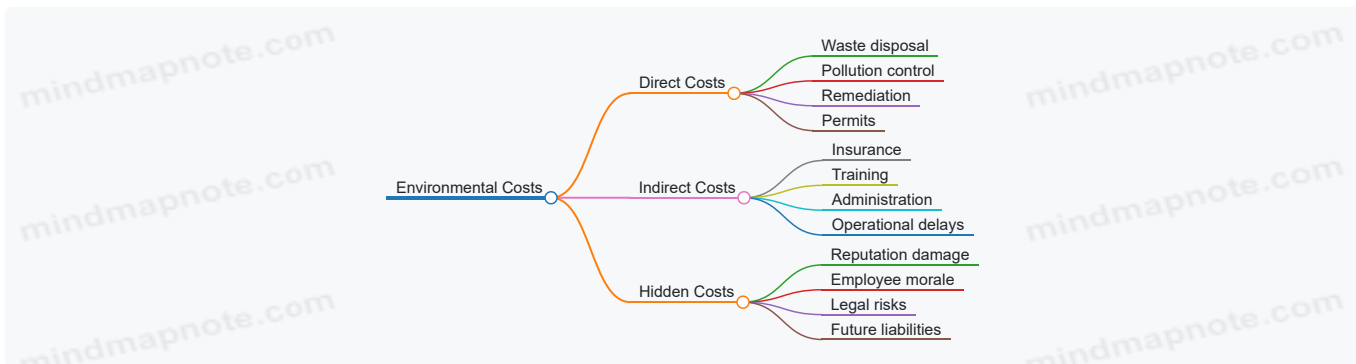 mindmapnote.com
mindmapnote.com
Waste disposal
Pollution control
Direct Costs
Remediation
Permits
Insurance
Training
mindmapnote.com
mindmapnote.com
Environmental Costs
Indirect Costs
Administration
Operational delays
Reputation damage
Employee morale
Hidden Costs
Legal risks
Future liabilities
mindmapnote.com
mindmapnote.com